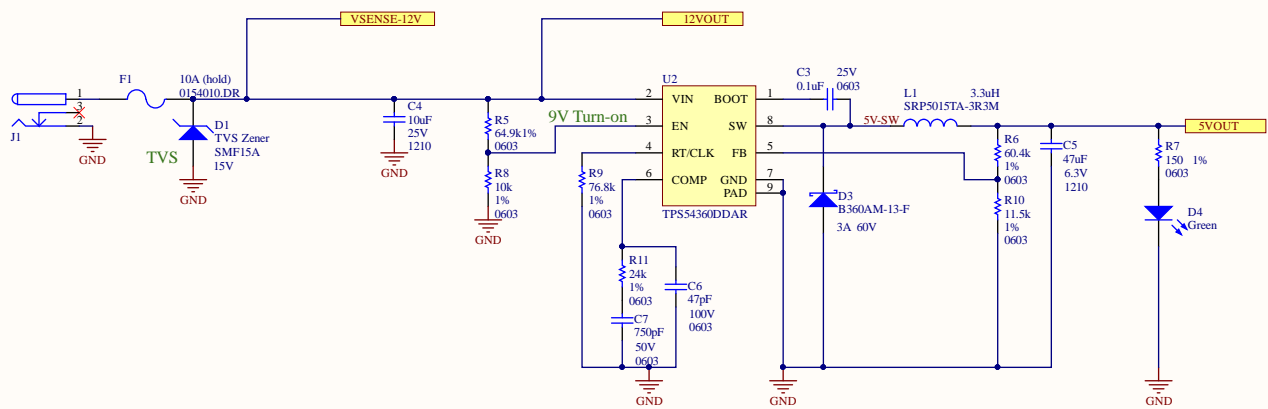 VSENSE-12V
12VOUT
F1
10A (hold)
0154010.DR
1
3
2
J1
GND
D1
TVS Zener
SMF15A
15V
TVS
GND
C4
10uF
25V
1210
GND
9V Turn-on
R5
64.9k1%
0603
R8
10k
1%
0603
GND
R9
76.8k
1%
0603
U2
2
VIN
BOOT
1
3
EN
SW
8
4
RT/CLK
FB
5
6
COMP
GND
7
PAD
9
TPS54360DDAR
R11
24k
1%
0603
C7
750pF
50V
0603
C6
47pF
100V
0603
GND
C3
0.1uF
25V
0603
5V-SW
L1
3.3uH
SRP5015TA-3R3M
D3
B360AM-13-F
3A 60V
GND
R6
60.4k
1%
0603
R10
11.5k
1%
0603
C5
47uF
6.3V
1210
5VOUT
R7
150 1%
0603
D4
Green
GND